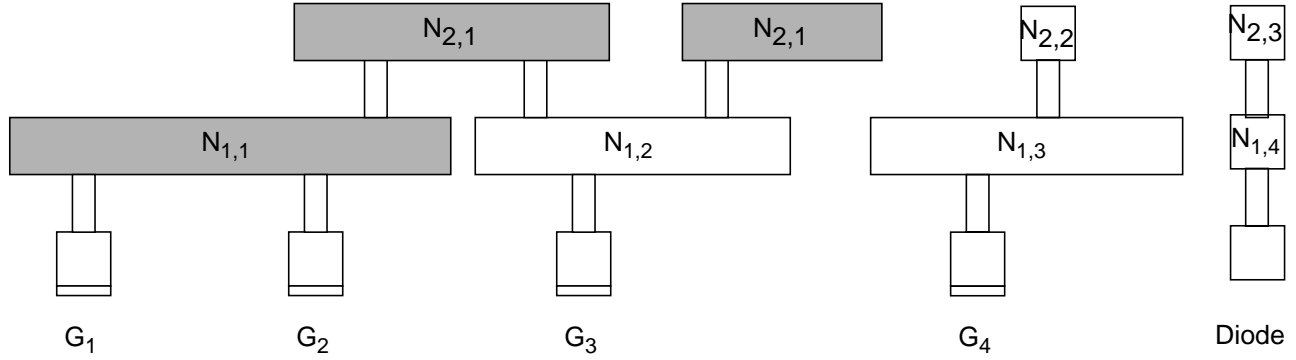 N2,1 N2,1 N2,2 N2,3
N1,1 N1,2 N1,3 N1,4
G1 G2 G3 G4 Diode